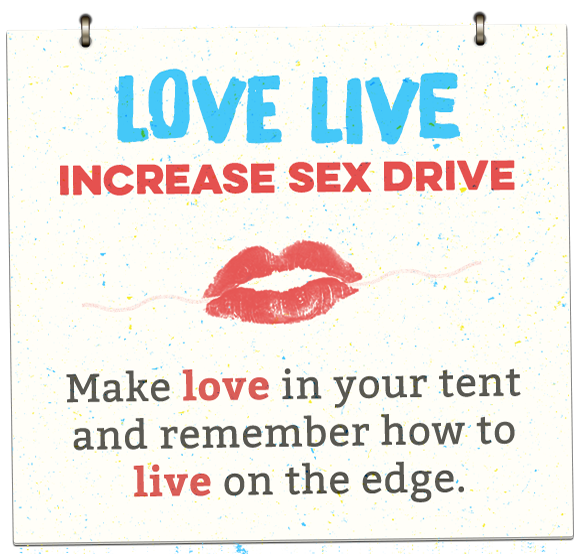 LOVE LIVE
INCREASE SEX DRIVE
Make love in your tent
and remember how to
live on the edge.